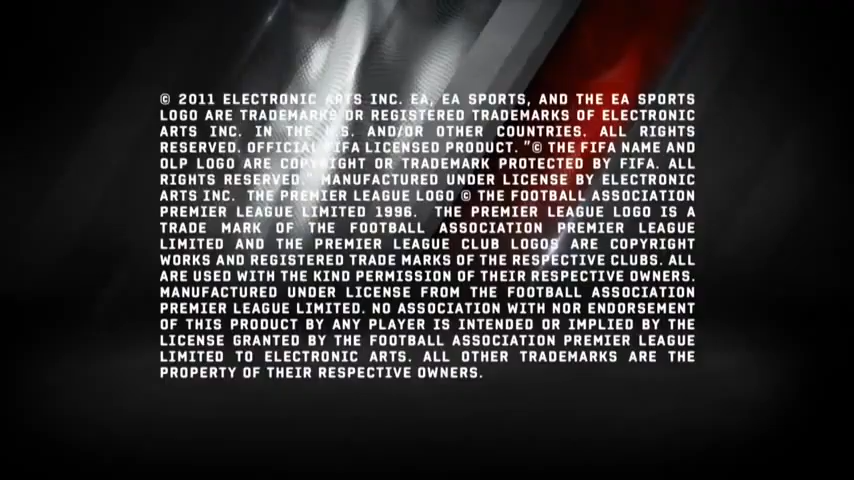 © 2011 ELECTRONIC ARTS INC. EA, EA SPORTS, AND THE EA SPORTS
LOGO ARE TRADEMARKS OR REGISTERED TRADEMARKS OF ELECTRONIC
ARTS INC. IN THE U.S. AND/OR OTHER COUNTRIES. ALL RIGHTS
RESERVED. OFFICIAL FIFA LICENSED PRODUCT. "© THE FIFA NAME AND
OLP LOGO ARE COPYRIGHT OR TRADEMARK PROTECTED BY FIFA. ALL
RIGHTS RESERVED." MANUFACTURED UNDER LICENSE BY ELECTRONIC
ARTS INC. THE PREMIER LEAGUE LOGO © THE FOOTBALL ASSOCIATION
PREMIER LEAGUE LIMITED 1996. THE PREMIER LEAGUE LOGO IS A
TRADE MARK OF THE FOOTBALL ASSOCIATION PREMIER LEAGUE
LIMITED AND THE PREMIER LEAGUE CLUB LOGOS ARE COPYRIGHT
WORKS AND REGISTERED TRADE MARKS OF THE RESPECTIVE CLUBS. ALL
ARE USED WITH THE KIND PERMISSION OF THEIR RESPECTIVE OWNERS.
MANUFACTURED UNDER LICENSE FROM THE FOOTBALL ASSOCIATION
PREMIER LEAGUE LIMITED. NO ASSOCIATION WITH NOR ENDORSEMENT
OF THIS PRODUCT BY ANY PLAYER IS INTENDED OR IMPLIED BY THE
LICENSE GRANTED BY THE FOOTBALL ASSOCIATION PREMIER LEAGUE
LIMITED TO ELECTRONIC ARTS. ALL OTHER TRADEMARKS ARE THE
PROPERTY OF THEIR RESPECTIVE OWNERS.